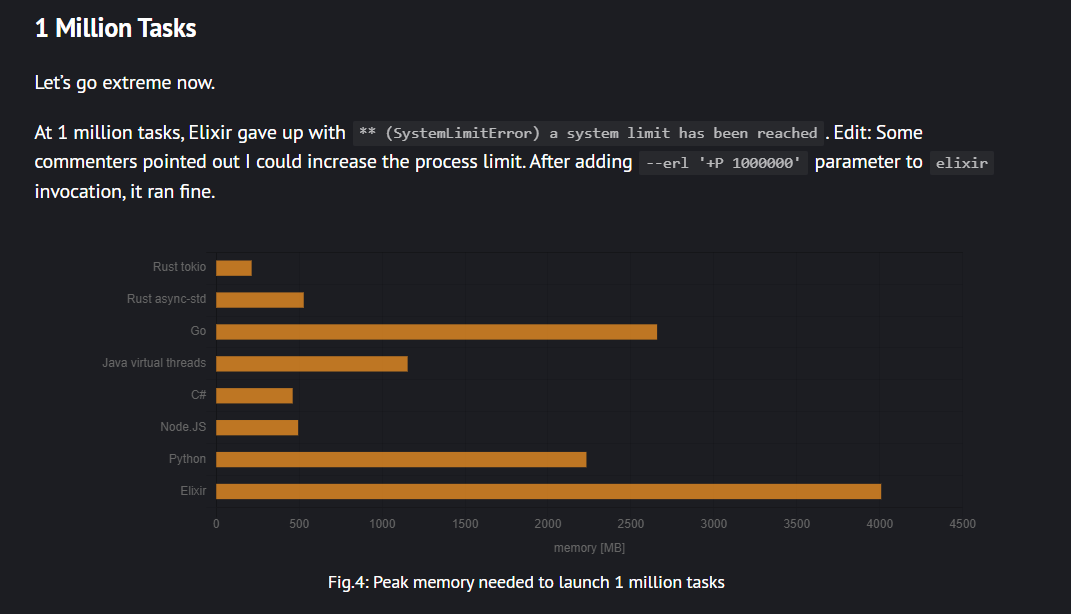 1 Million Tasks
Let’s go extreme now.
At 1 million tasks, Elixir gave up with ** (SystemLimitError) a system limit has been reached . Edit: Some
commenters pointed out I could increase the process limit. After adding --erl '+P 1000000' parameter to elixir
invocation, it ran fine.
Rust tokio
Rust async-std
Go
Java virtual threads
C#
Node.JS
Python
Elixir
0 500 1000 1500 2000 2500 3000 3500 4000 4500
memory [MB]
Fig.4: Peak memory needed to launch 1 million tasks